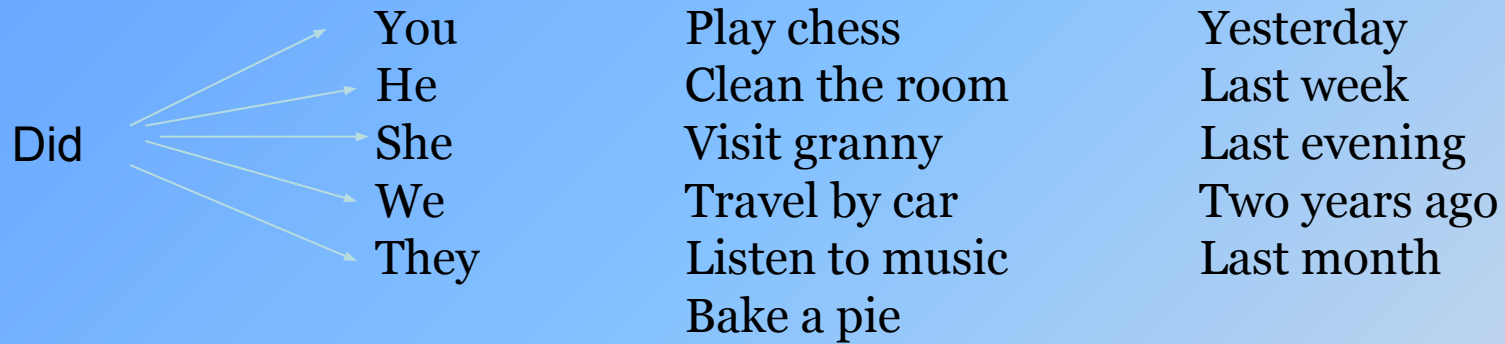 Did
You
He
She
We
They
Play chess
Clean the room
Visit granny
Travel by car
Listen to music
Bake a pie
Yesterday
Last week
Last evening
Two years ago
Last month